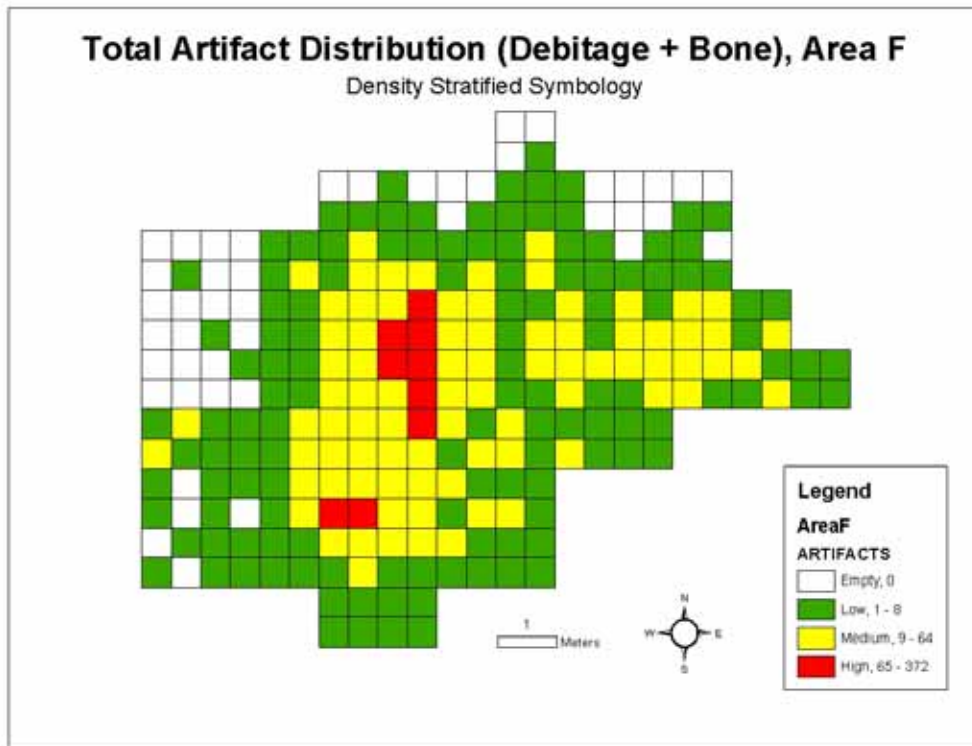 Total Artifact Distribution (Debitage + Bone), Area F
Density Stratified Symbology
Legend
AreaF
ARTIFACTS
Empty, 0
Low, 1 - 8
Medium, 9 - 64
High, 65 - 372
1
Meters
N
W E
S